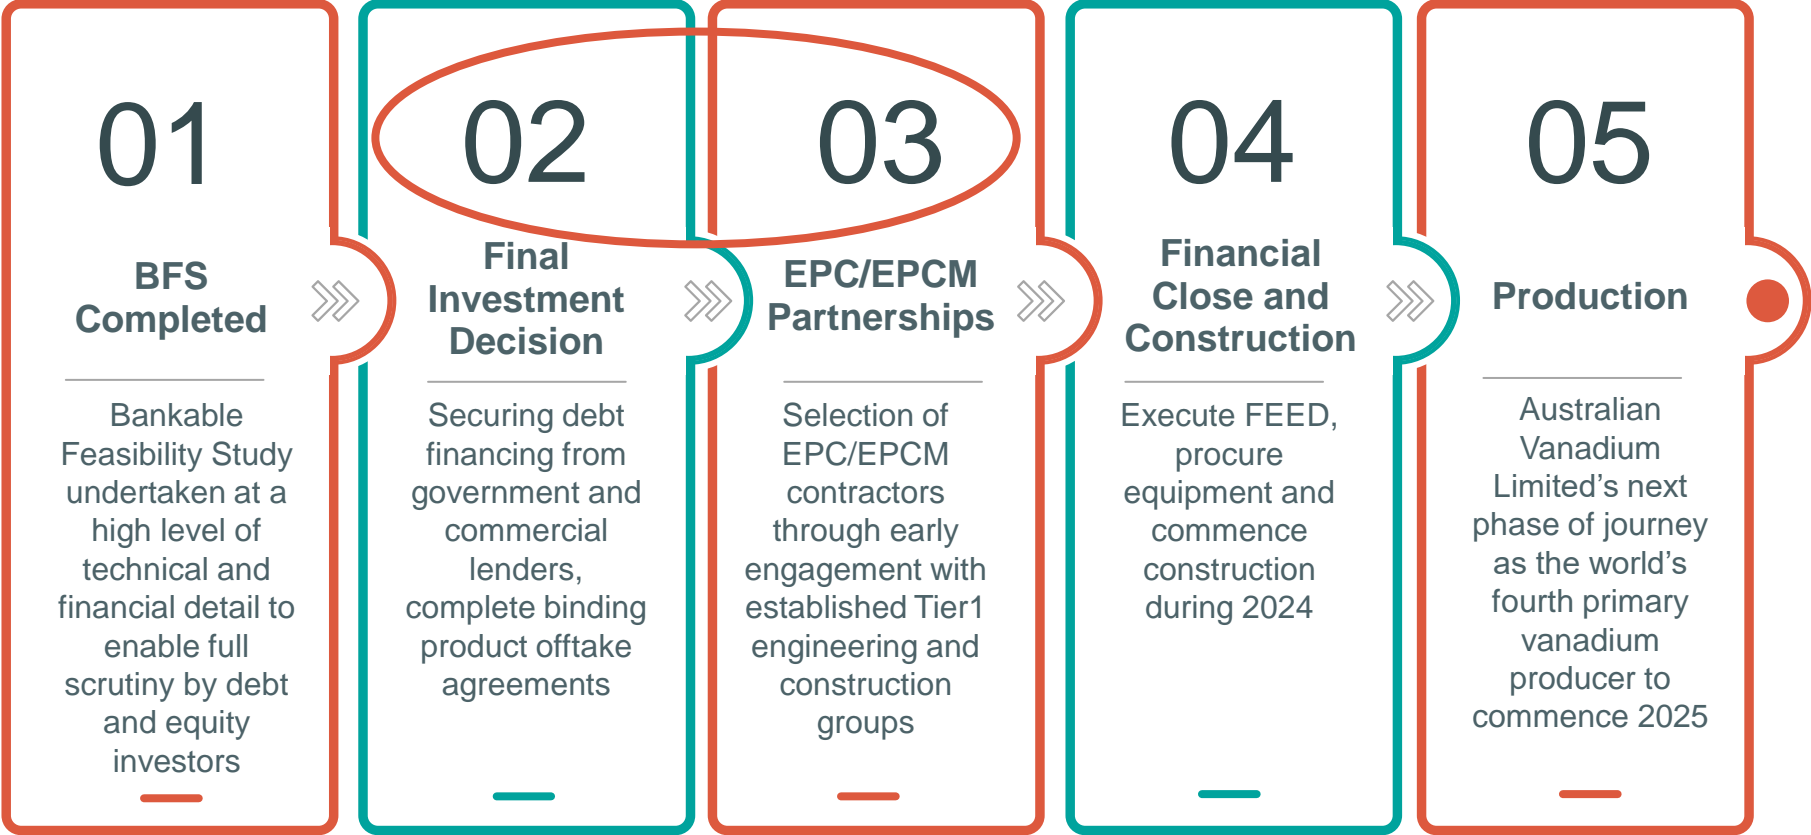 01
BFS
Completed
Bankable
Feasibility Study
undertaken at a
high level of
technical and
financial detail to
enable full
scrutiny by debt
and equity
investors
02
Final
Investment
Decision
Securing debt
financing from
government and
commercial
lenders,
complete binding
product offtake
agreements
03
EPC/EPCM
Partnerships
Selection of
EPC/EPCM
contractors
through early
engagement with
established Tier1
engineering and
construction
groups
04
Financial
Close and
Construction
Execute FEED,
procure
equipment and
commence
construction
during 2024
05
Production
Australian
Vanadium
Limited’s next
phase of journey
as the world’s
fourth primary
vanadium
producer to
commence 2025